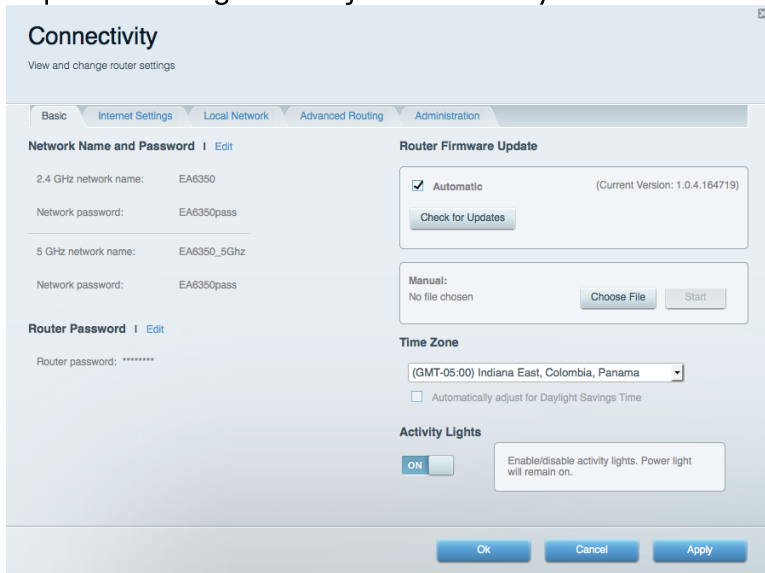 Connectivity
View and change router settings
Basic
Internet Settings
Local Network
Advanced Routing
Administration
Network Name and Password | Edit
2.4 GHz network name: EA6350
Network password: EA6350pass
5 GHz network name: EA6350_5Ghz
Network password: EA6350pass
Router Password | Edit
Router password: ********
Router Firmware Update
Automatic (Current Version: 1.0.4.164719)
Check for Updates
Manual:
No file chosen
Choose File
Start
Time Zone
(GMT-05:00) Indiana East, Colombia, Panama
Automatically adjust for Daylight Savings Time
Activity Lights
ON
Enable/disable activity lights. Power light
will remain on.
Ok
Cancel
Apply